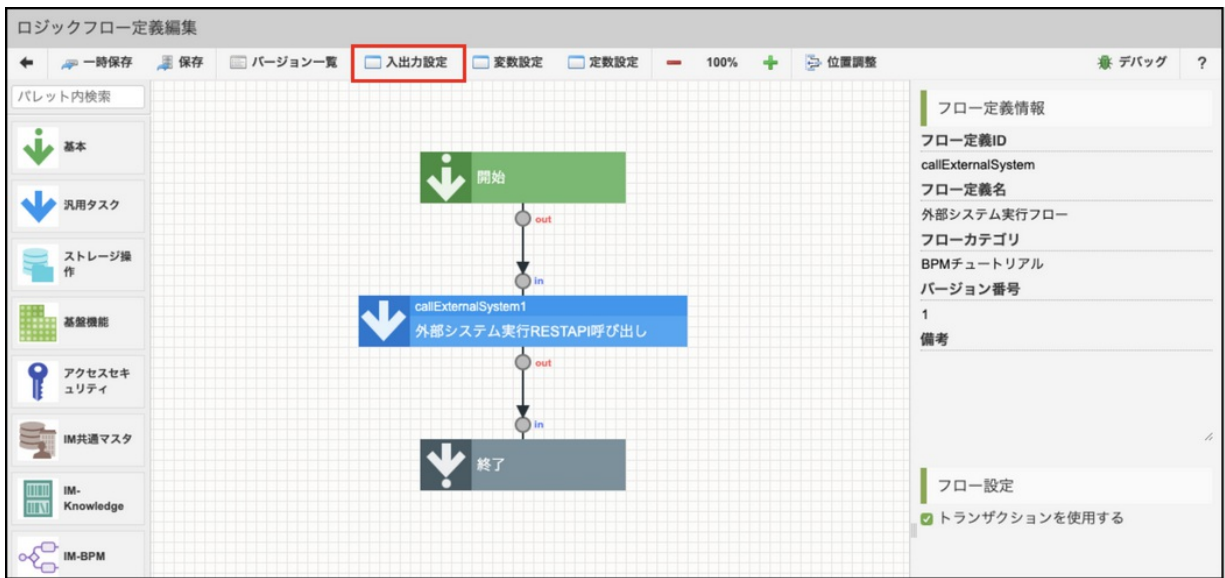 ロジックフロー定義編集
一時保存 保存 バージョン一覧 入出力設定 変数設定 定数設定 100% 位置調整 デバッグ ?
パレット内検索
基本
汎用タスク
ストレージ操
作
基盤機能
アクセスセキ
ュリティ
IM共通マスタ
IM-
Knowledge
IM-BPM
開始
out
in
callExternalSystem1
外部システム実行RESTAPI呼び出し
out
in
終了
フロー定義情報
フロー定義ID
callExternalSystem
フロー定義名
外部システム実行フロー
フローカテゴリ
BPMチュートリアル
バージョン番号
1
備考
フロー設定
トランザクションを使用する